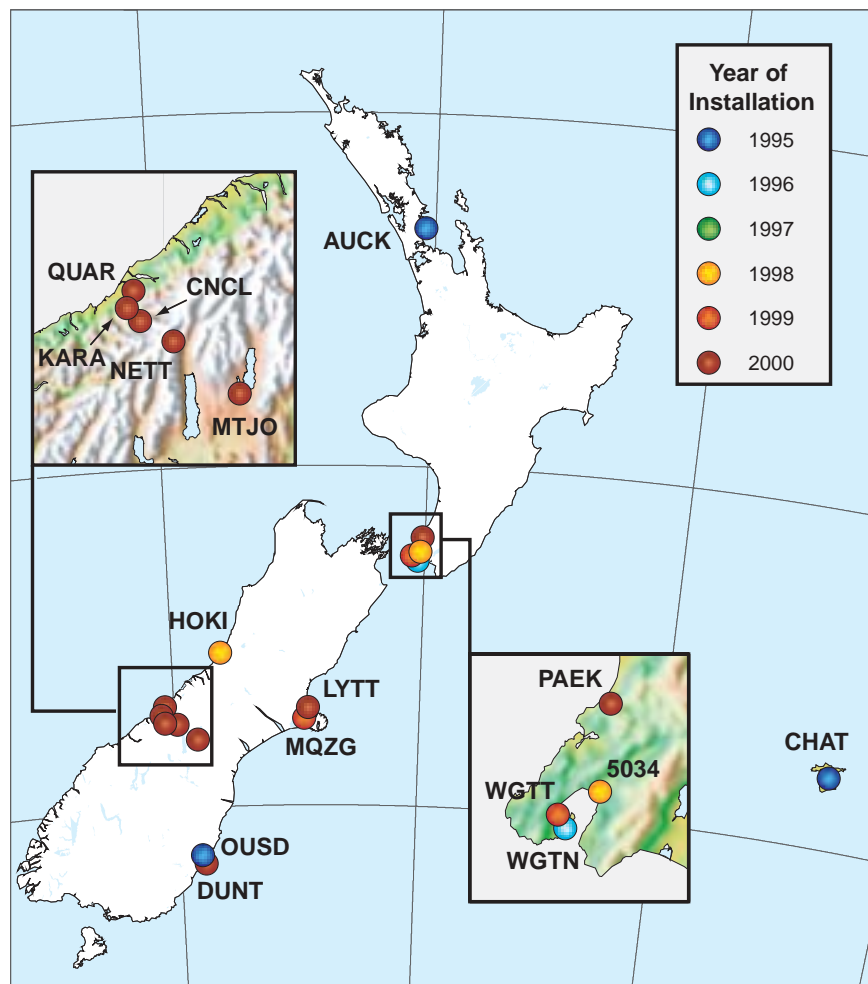 Year of
Installation
1995
1996
1997
1998
1999
2000
AUCK
QUAR
CNCL
KARA
NETT
MTJO
HOKI
LYTT
MQZG
PAEK
5034
WGTT
WGTN
CHAT
OUSD
DUNT